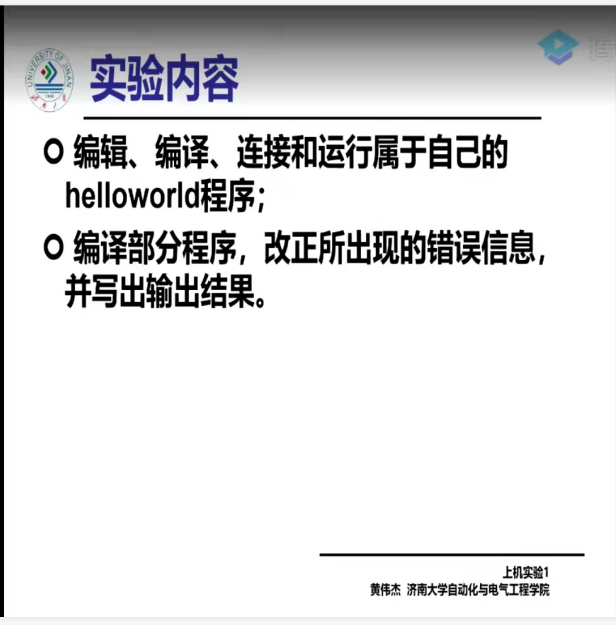 UNIVERSITY OF JINAN
实验内容
编辑、编译、连接和运行属于自己的
helloworld程序；
编译部分程序，改正所出现的错误信息，
并写出输出结果。
上机实验1
黄伟杰 济南大学自动化与电气工程学院